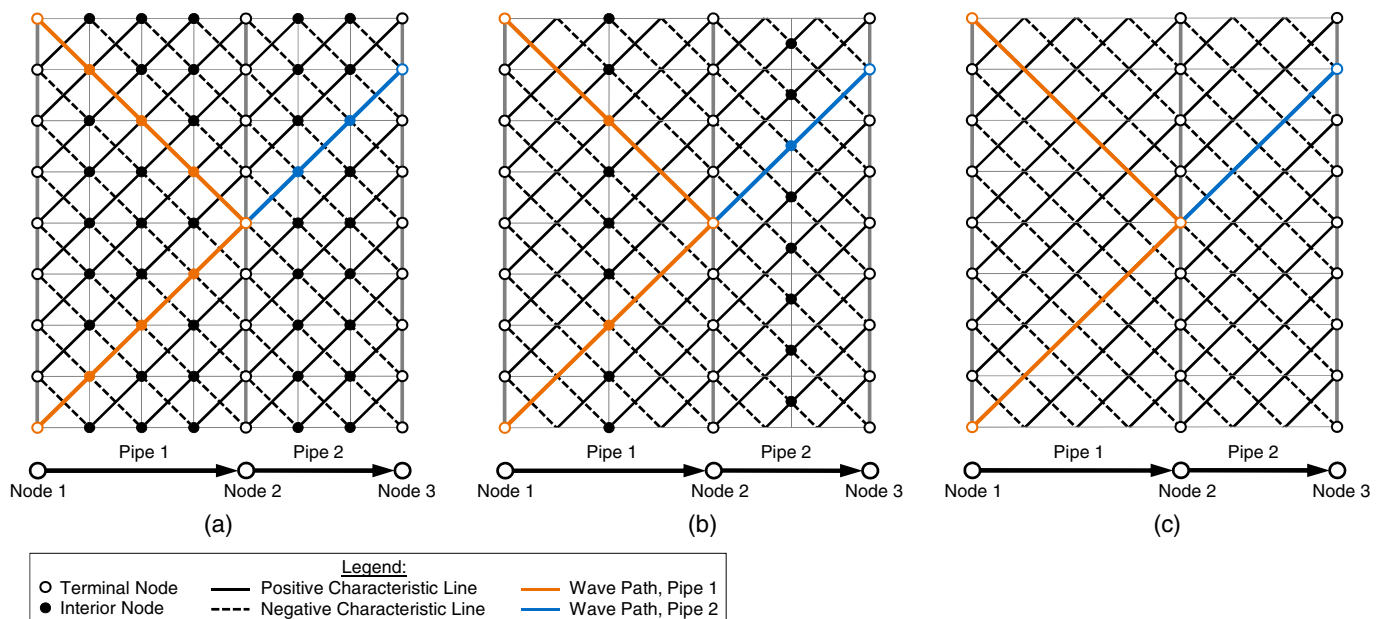 Pipe 1 Pipe 2
Node 1 Node 2 Node 3
(a)
Pipe 1 Pipe 2
Node 1 Node 2 Node 3
(b)
Pipe 1 Pipe 2
Node 1 Node 2 Node 3
(c)
Legend:
Terminal Node Positive Characteristic Line Wave Path, Pipe 1
Interior Node Negative Characteristic Line Wave Path, Pipe 2